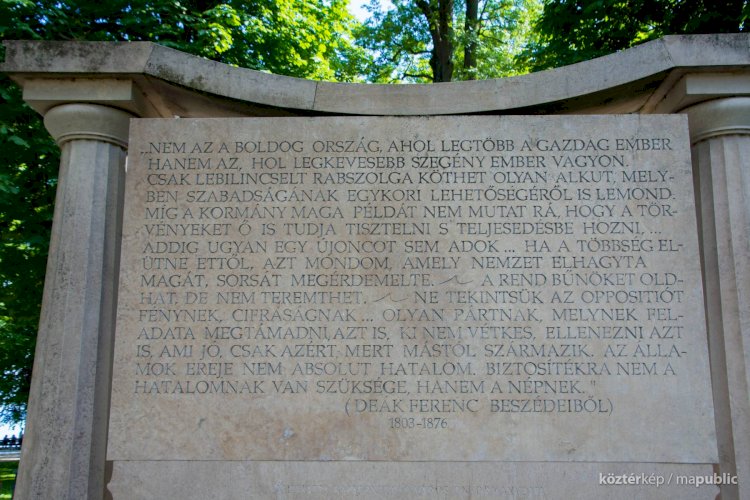 „NEM AZ A BOLDOG ORSZÁG, AHOL LEGTÖBB A GAZDAG EMBER
HANEM AZ, HOL LEGKEVESEBB SZEGÉNY EMBER VAGYON.
CSAK LEBILINCSELT RABSZOLGA KÖTHET OLYAN ALKUT, MELY-
BEN SZABADSÁGÁNAK EGYKORI LEHETŐSÉGÉRŐL IS LEMOND.
MÍG A KORMÁNY MAGA PÉLDÁT NEM MUTAT RÁ, HOGY A TÖR-
VÉNYEKET Ő IS TUDJA TISZTELNI S TELJESEDÉSBE HOZNI, ...
ADDIG UGYAN EGY ÚJONCOT SEM ADOK ... HA A TÖBBSÉG EL-
ÜTNE ETTŐL, AZT MONDOM, AMELY NEMZET ELHAGYTA
MAGÁT, SORSÁT MEGÉRDEMELTE. A REND BŰNÖKET OLD-
HAT, DE NEM TEREMTHET. NE TEKINTSÜK AZ OPPOSITIÓT
FÉNYNEK, CIFRASÁGNAK ... OLYAN PÁRTNAK, MELYNEK FEL-
ADATA MEGTÁMADNI AZT IS, KI NEM VÉTKES, ELLENEZNI AZT
IS, AMI JÓ, CSAK AZÉRT, MERT MÁSTÓL SZÁRMAZIK. AZ ÁLLA-
MOK EREJE NEM ABSOLUT HATALOM. BIZTOSÍTÉKRA NEM A
HATALOMNAK VAN SZÜKSÉGE, HANEM A NÉPNEK."
(DEÁK FERENC BESZÉDEIBŐL)
1803-1876
köztérkép / mapublic